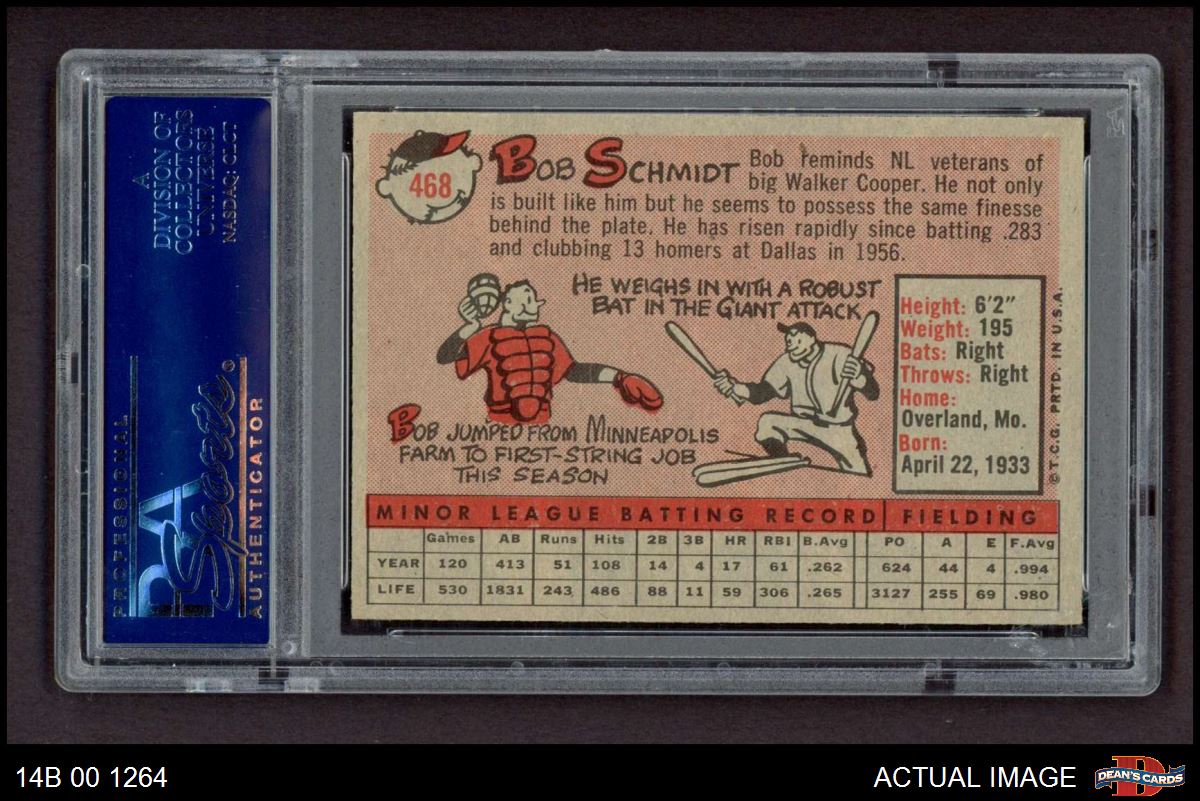 A
DIVISION OF
COLLECTORS
UNIVERSE
NASDAQ: CLCT
PSA
Sports®
PROFESSIONAL
AUTHENTICATOR
468
BOB SCHMIDT
Bob reminds NL veterans of
big Walker Cooper. He not only
is built like him but he seems to possess the same finesse
behind the plate. He has risen rapidly since batting .283
and clubbing 13 homers at Dallas in 1956.
HE WEIGHS IN WITH A ROBUST
BAT IN THE GIANT ATTACK
BOB JUMPED FROM MINNEAPOLIS
FARM TO FIRST-STRING JOB
THIS SEASON
Height: 6'2"
Weight: 195
Bats: Right
Throws: Right
Home:
Overland, Mo.
Born:
April 22, 1933
© T.C.G. PRTD. IN U.S.A.
MINOR LEAGUE BATTING RECORD FIELDING
Games AB Runs Hits 2B 3B HR RBI B.Avg PO A E F.Avg
YEAR 120 413 51 108 14 4 17 61 .262 624 44 4 .994
LIFE 530 1831 243 486 88 11 59 306 .265 3127 255 69 .980
14B 00 1264
ACTUAL IMAGE
DEAN'S CARDS